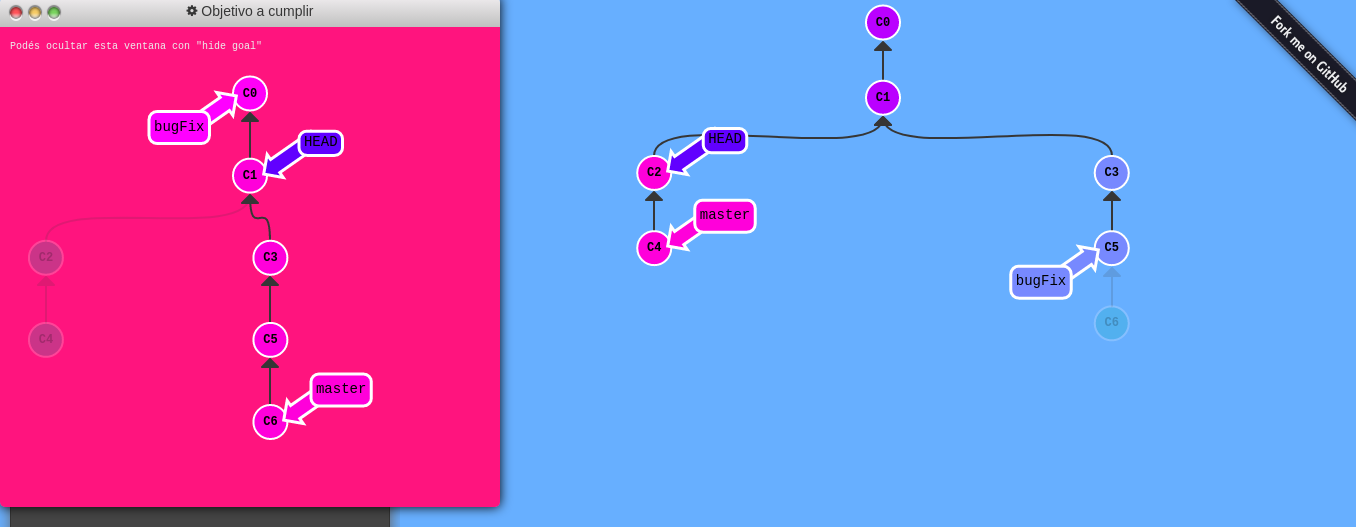 Objetivo a cumplir
Podés ocultar esta ventana con "hide goal"
C0
bugFix
HEAD
C1
C2
C3
C4
C5
master
C6
C0
C1
HEAD
C2
C3
master
C4
C5
bugFix
C6
Fork me on GitHub